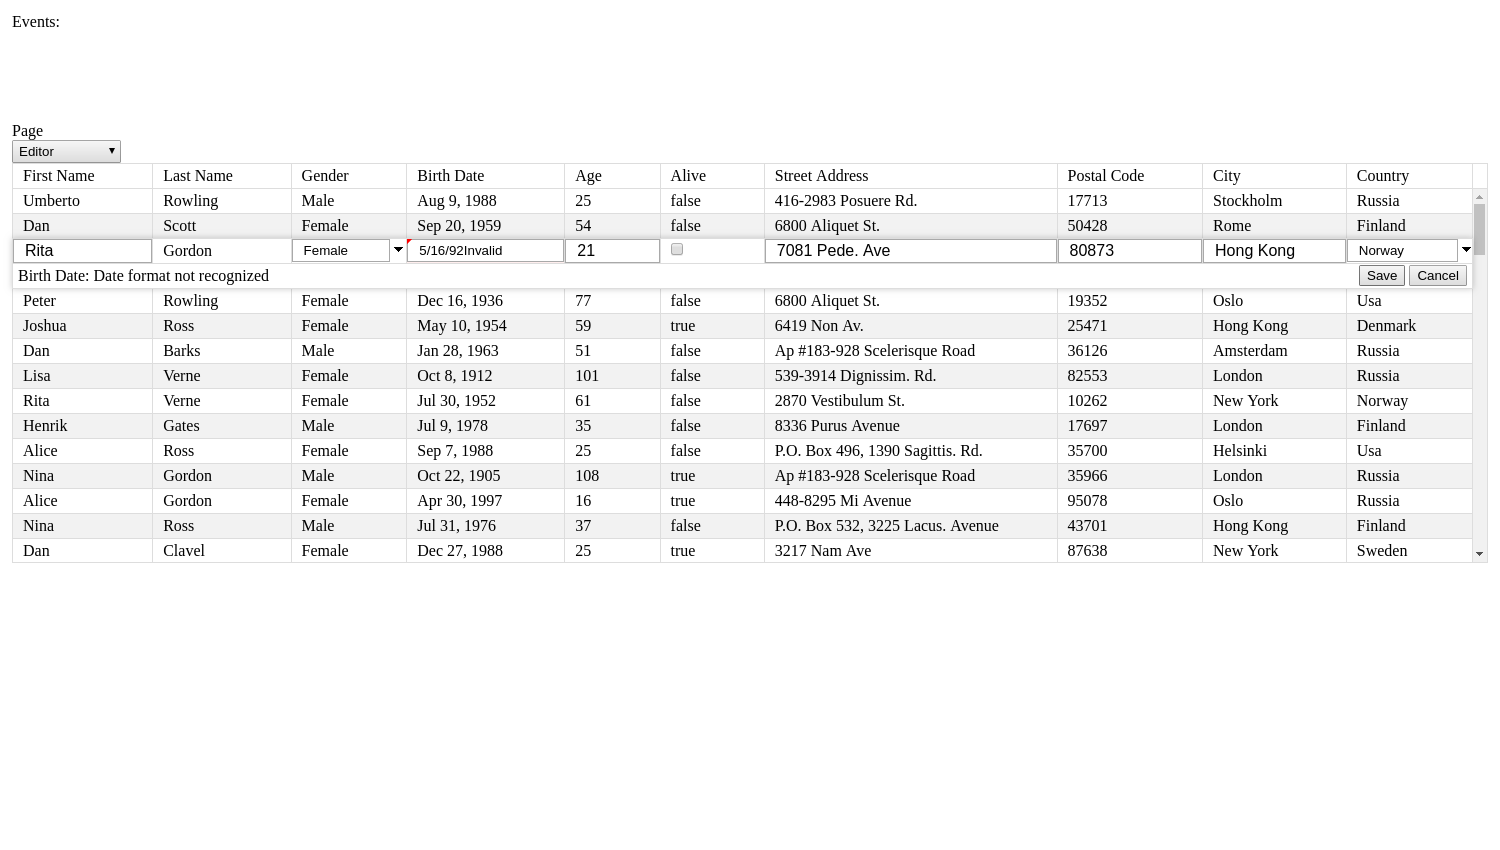 Events:
Page
Editor
First Name Last Name Gender Birth Date Age Alive Street Address Postal Code City Country
Umberto Rowling Male Aug 9, 1988 25 false 416-2983 Posuere Rd. 17713 Stockholm Russia
Dan Scott Female Sep 20, 1959 54 false 6800 Aliquet St. 50428 Rome Finland
Rita Gordon Female 5/16/92Invalid 21 7081 Pede. Ave 80873 Hong Kong Norway
Birth Date: Date format not recognized Save Cancel
Peter Rowling Female Dec 16, 1936 77 false 6800 Aliquet St. 19352 Oslo Usa
Joshua Ross Female May 10, 1954 59 true 6419 Non Av. 25471 Hong Kong Denmark
Dan Barks Male Jan 28, 1963 51 false Ap #183-928 Scelerisque Road 36126 Amsterdam Russia
Lisa Verne Female Oct 8, 1912 101 false 539-3914 Dignissim. Rd. 82553 London Russia
Rita Verne Female Jul 30, 1952 61 false 2870 Vestibulum St. 10262 New York Norway
Henrik Gates Male Jul 9, 1978 35 false 8336 Purus Avenue 17697 London Finland
Alice Ross Female Sep 7, 1988 25 false P.O. Box 496, 1390 Sagittis. Rd. 35700 Helsinki Usa
Nina Gordon Male Oct 22, 1905 108 true Ap #183-928 Scelerisque Road 35966 London Russia
Alice Gordon Female Apr 30, 1997 16 true 448-8295 Mi Avenue 95078 Oslo Russia
Nina Ross Male Jul 31, 1976 37 false P.O. Box 532, 3225 Lacus. Avenue 43701 Hong Kong Finland
Dan Clavel Female Dec 27, 1988 25 true 3217 Nam Ave 87638 New York Sweden